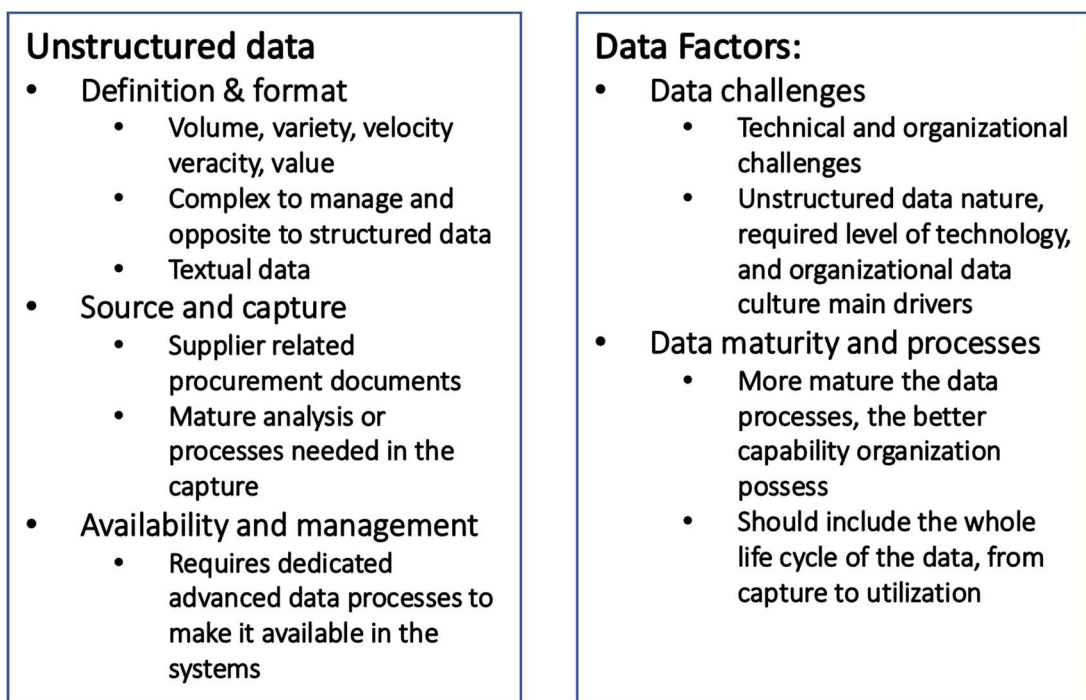 Unstructured data
• Definition & format
• Volume, variety, velocity
veracity, value
• Complex to manage and
opposite to structured data
• Textual data
• Source and capture
• Supplier related
procurement documents
• Mature analysis or
processes needed in the
capture
• Availability and management
• Requires dedicated
advanced data processes to
make it available in the
systems
Data Factors:
• Data challenges
• Technical and organizational
challenges
• Unstructured data nature,
required level of technology,
and organizational data
culture main drivers
• Data maturity and processes
• More mature the data
processes, the better
capability organization
possess
• Should include the whole
life cycle of the data, from
capture to utilization